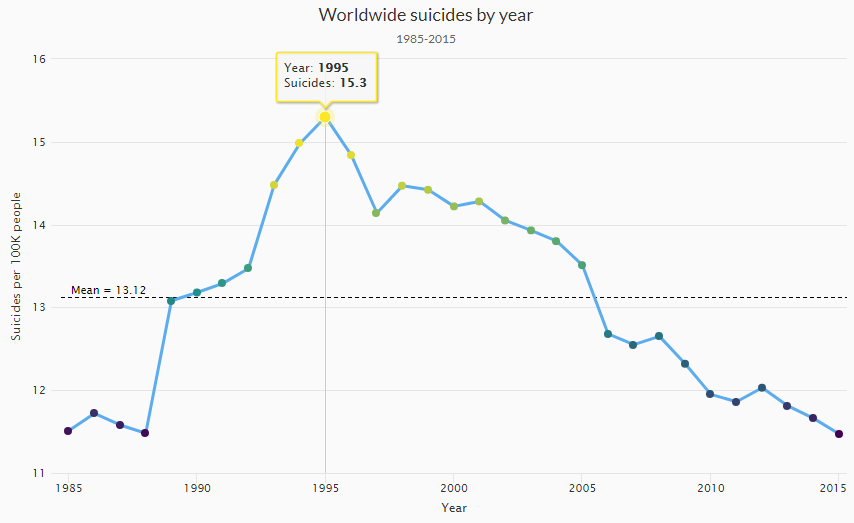 Worldwide suicides by year
1985-2015
Year: 1995
Suicides: 15.3
Suicides per 100K people
16
15
14
13
12
11
Mean = 13.12
1985 1990 1995 2000 2005 2010 2015
Year